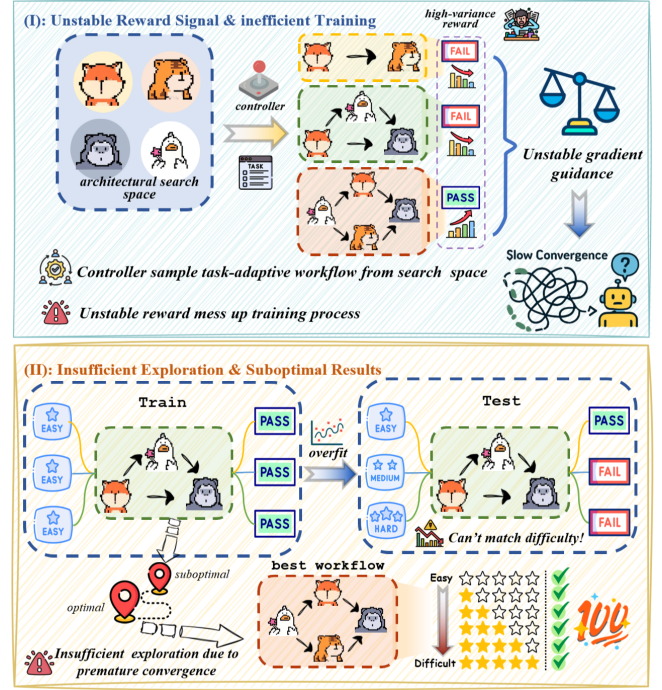 (I): Unstable Reward Signal & inefficient Training
high-variance
reward
architectural search
space
controller
TASK
FAIL
FAIL
PASS
Unstable gradient
guidance
Slow Convergence
?
Controller sample task-adaptive workflow from search space
Unstable reward mess up training process
(II): Insufficient Exploration & Suboptimal Results
Train
EASY
EASY
EASY
PASS
PASS
PASS
overfit
Test
EASY
MEDIUM
HARD
PASS
FAIL
FAIL
Can't match difficulty!
suboptimal
optimal
Insufficient exploration due to
premature convergence
best workflow
Easy
Difficult
100